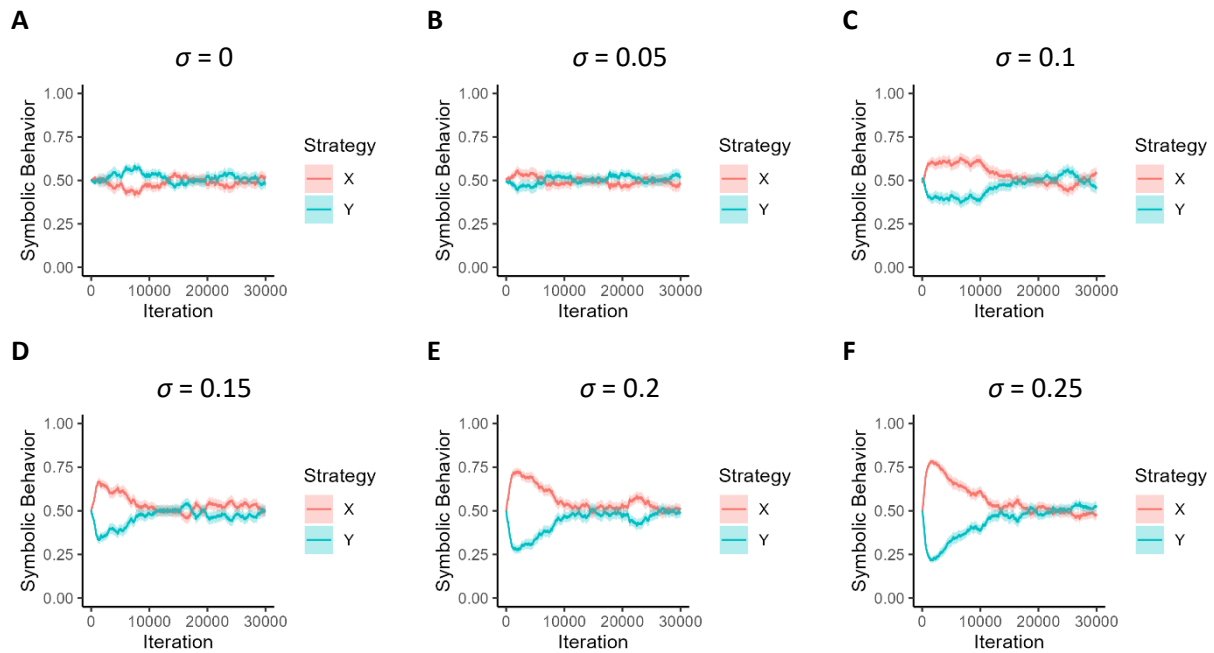 A
σ = 0
Symbolic Behavior
1.00
0.75
0.50
0.25
0.00
0 10000 20000 30000
Iteration
Strategy
X
Y
B
σ = 0.05
Symbolic Behavior
1.00
0.75
0.50
0.25
0.00
0 10000 20000 30000
Iteration
Strategy
X
Y
C
σ = 0.1
Symbolic Behavior
1.00
0.75
0.50
0.25
0.00
0 10000 20000 30000
Iteration
Strategy
X
Y
D
σ = 0.15
Symbolic Behavior
1.00
0.75
0.50
0.25
0.00
0 10000 20000 30000
Iteration
Strategy
X
Y
E
σ = 0.2
Symbolic Behavior
1.00
0.75
0.50
0.25
0.00
0 10000 20000 30000
Iteration
Strategy
X
Y
F
σ = 0.25
Symbolic Behavior
1.00
0.75
0.50
0.25
0.00
0 10000 20000 30000
Iteration
Strategy
X
Y